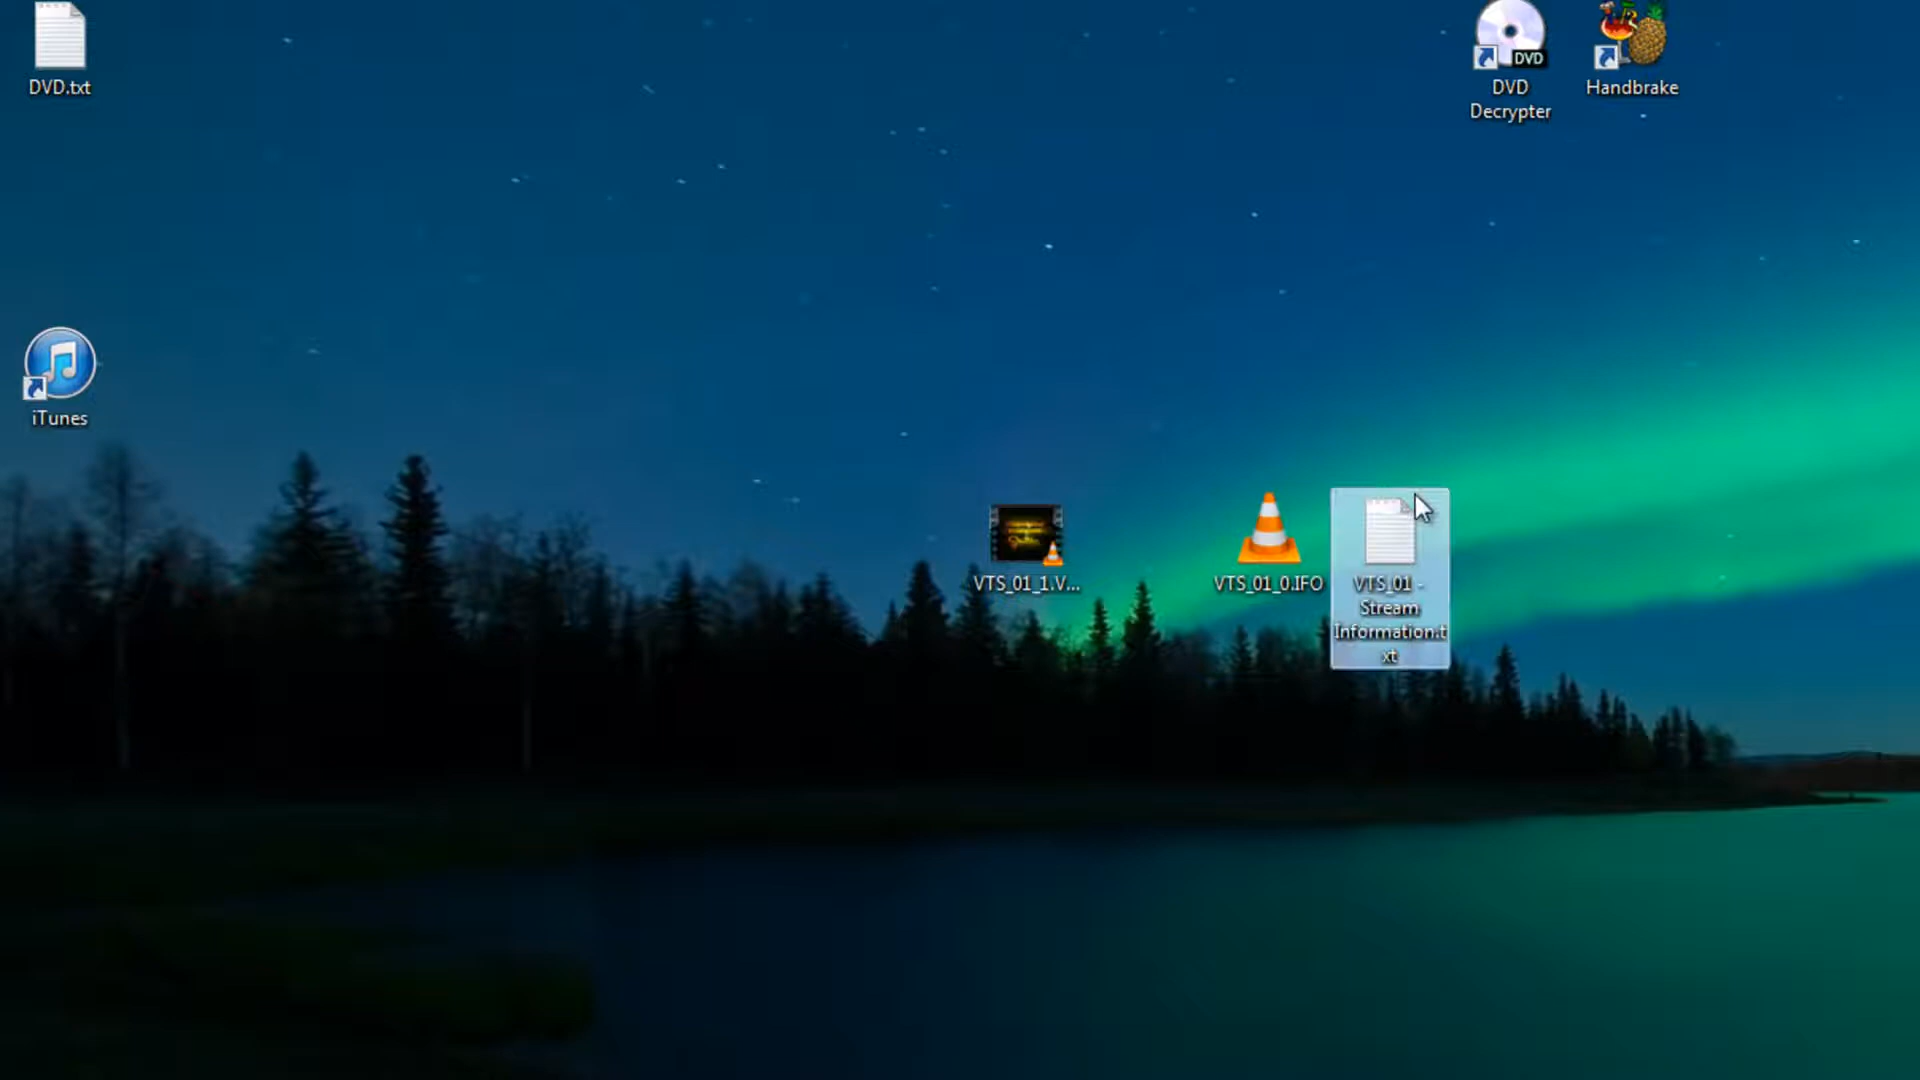 DVD.txt
DVD
DVD
Decrypter
Handbrake
iTunes
VTS_01_1.V...
VTS_01_0.IFO
VTS_01 -
Stream
Information.t
xt